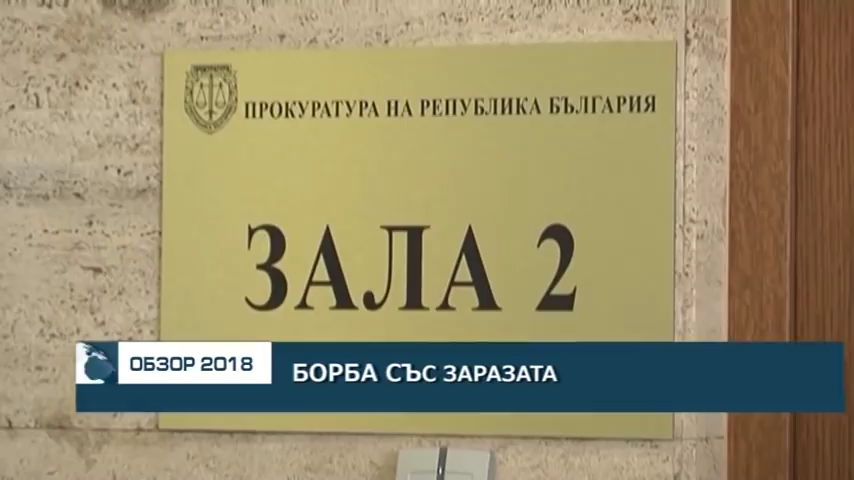 ПРОКУРАТУРА НА РЕПУБЛИКА БЪЛГАРИЯ
ЗАЛА 2
ОБЗОР 2018 БОРБА СЪС ЗАРАЗАТА